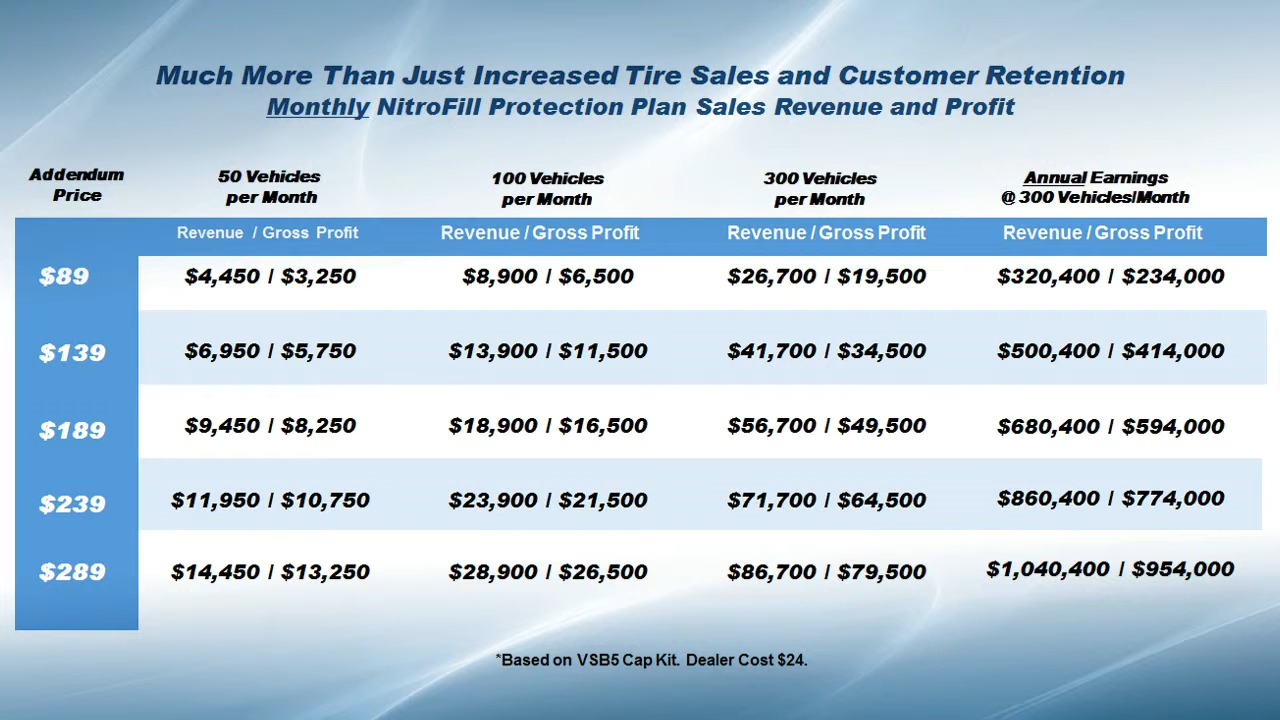 Much More Than Just Increased Tire Sales and Customer Retention
Monthly NitroFill Protection Plan Sales Revenue and Profit
Addendum Price
50 Vehicles per Month
100 Vehicles per Month
300 Vehicles per Month
Annual Earnings @ 300 Vehicles/Month
Revenue / Gross Profit
Revenue / Gross Profit
Revenue / Gross Profit
Revenue / Gross Profit
$89 $4,450 / $3,250 $8,900 / $6,500 $26,700 / $19,500 $320,400 / $234,000
$139 $6,950 / $5,750 $13,900 / $11,500 $41,700 / $34,500 $500,400 / $414,000
$189 $9,450 / $8,250 $18,900 / $16,500 $56,700 / $49,500 $680,400 / $594,000
$239 $11,950 / $10,750 $23,900 / $21,500 $71,700 / $64,500 $860,400 / $774,000
$289 $14,450 / $13,250 $28,900 / $26,500 $86,700 / $79,500 $1,040,400 / $954,000
*Based on VSB5 Cap Kit. Dealer Cost $24.